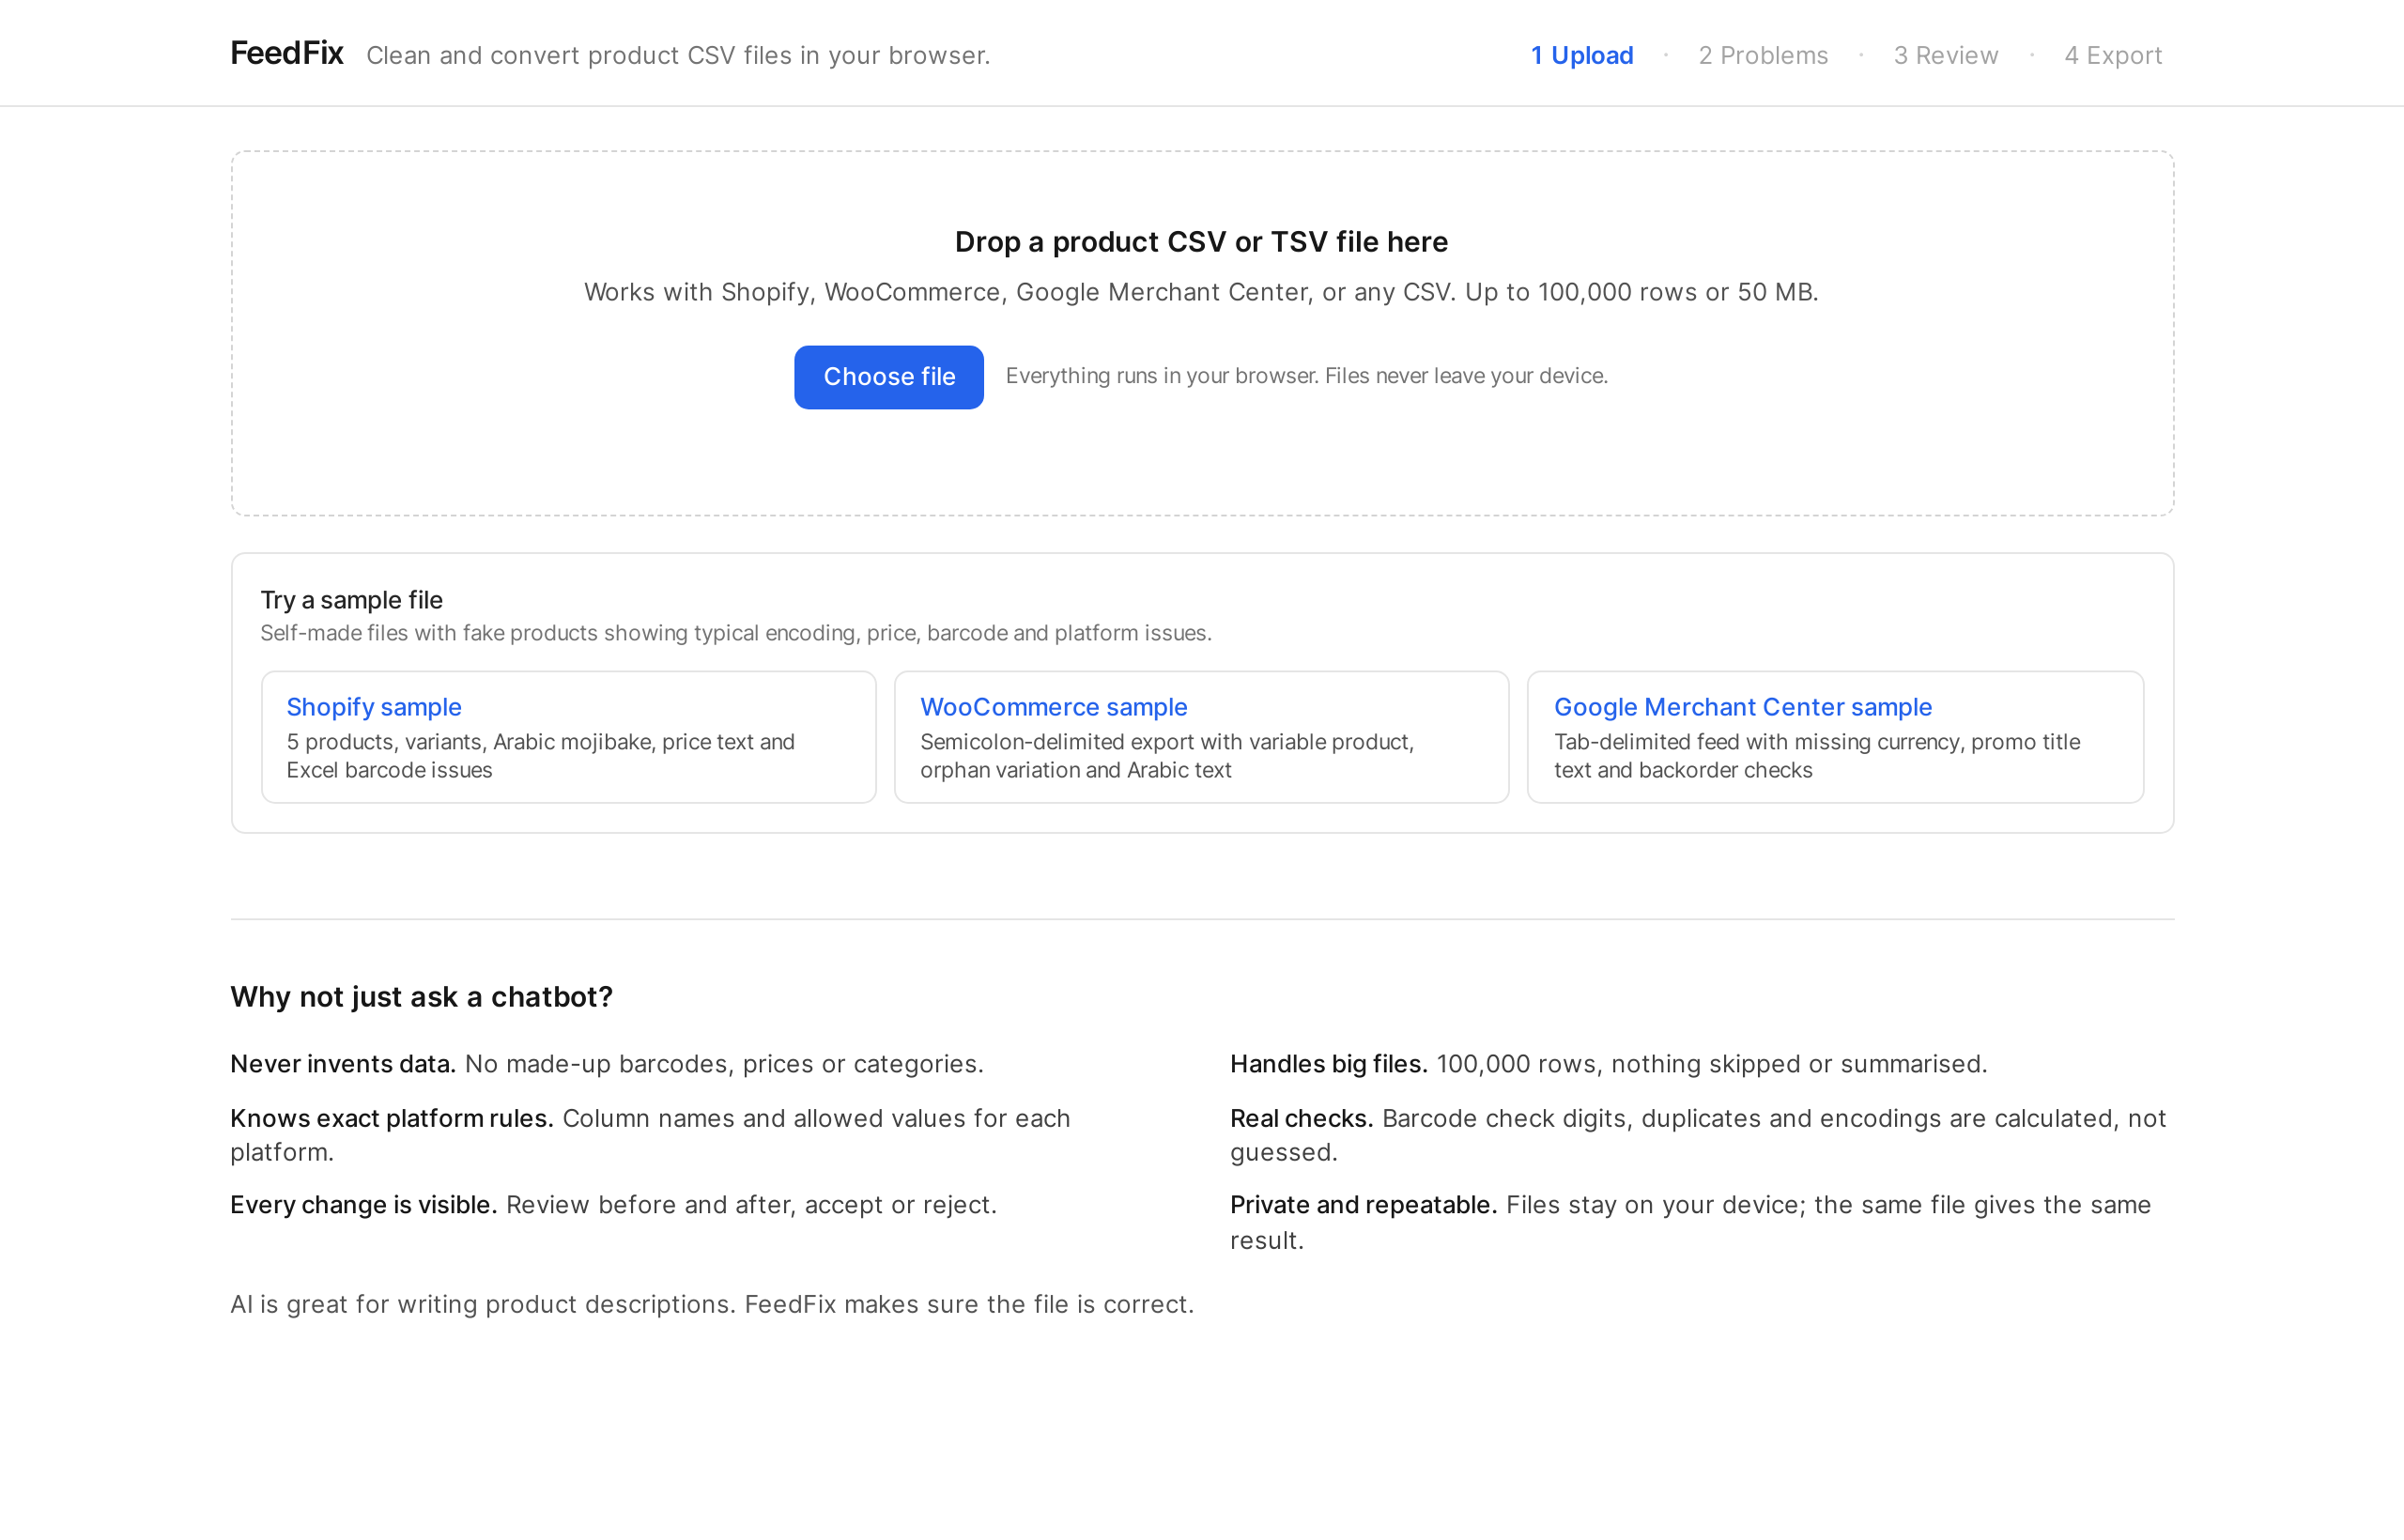 FeedFix Clean and convert product CSV files in your browser.
1 Upload · 2 Problems · 3 Review · 4 Export
Drop a product CSV or TSV file here
Works with Shopify, WooCommerce, Google Merchant Center, or any CSV. Up to 100,000 rows or 50 MB.
Choose file
Everything runs in your browser. Files never leave your device.
Try a sample file
Self-made files with fake products showing typical encoding, price, barcode and platform issues.
Shopify sample
5 products, variants, Arabic mojibake, price text and
Excel barcode issues
WooCommerce sample
Semicolon-delimited export with variable product,
orphan variation and Arabic text
Google Merchant Center sample
Tab-delimited feed with missing currency, promo title
text and backorder checks
Why not just ask a chatbot?
Never invents data. No made-up barcodes, prices or categories.
Handles big files. 100,000 rows, nothing skipped or summarised.
Knows exact platform rules. Column names and allowed values for each
platform.
Real checks. Barcode check digits, duplicates and encodings are calculated, not
guessed.
Every change is visible. Review before and after, accept or reject.
Private and repeatable. Files stay on your device; the same file gives the same
result.
AI is great for writing product descriptions. FeedFix makes sure the file is correct.